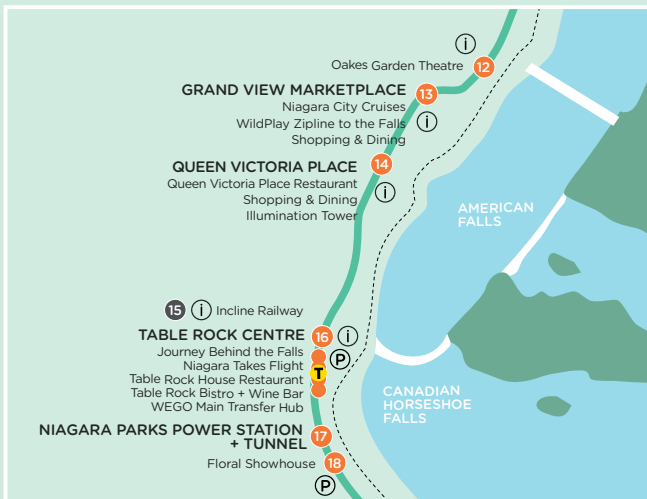 i
Oakes Garden Theatre 12
GRAND VIEW MARKETPLACE 13
Niagara City Cruises
WildPlay Zipline to the Falls i
Shopping & Dining
QUEEN VICTORIA PLACE 14
Queen Victoria Place Restaurant i
Shopping & Dining
Illumination Tower
AMERICAN
FALLS
15 i Incline Railway
TABLE ROCK CENTRE 16 i
Journey Behind the Falls P
Niagara Takes Flight
T
Table Rock House Restaurant
Table Rock Bistro + Wine Bar
WEGO Main Transfer Hub
CANADIAN
HORSESHOE
FALLS
NIAGARA PARKS POWER STATION
+ TUNNEL 17
Floral Showhouse 18
P